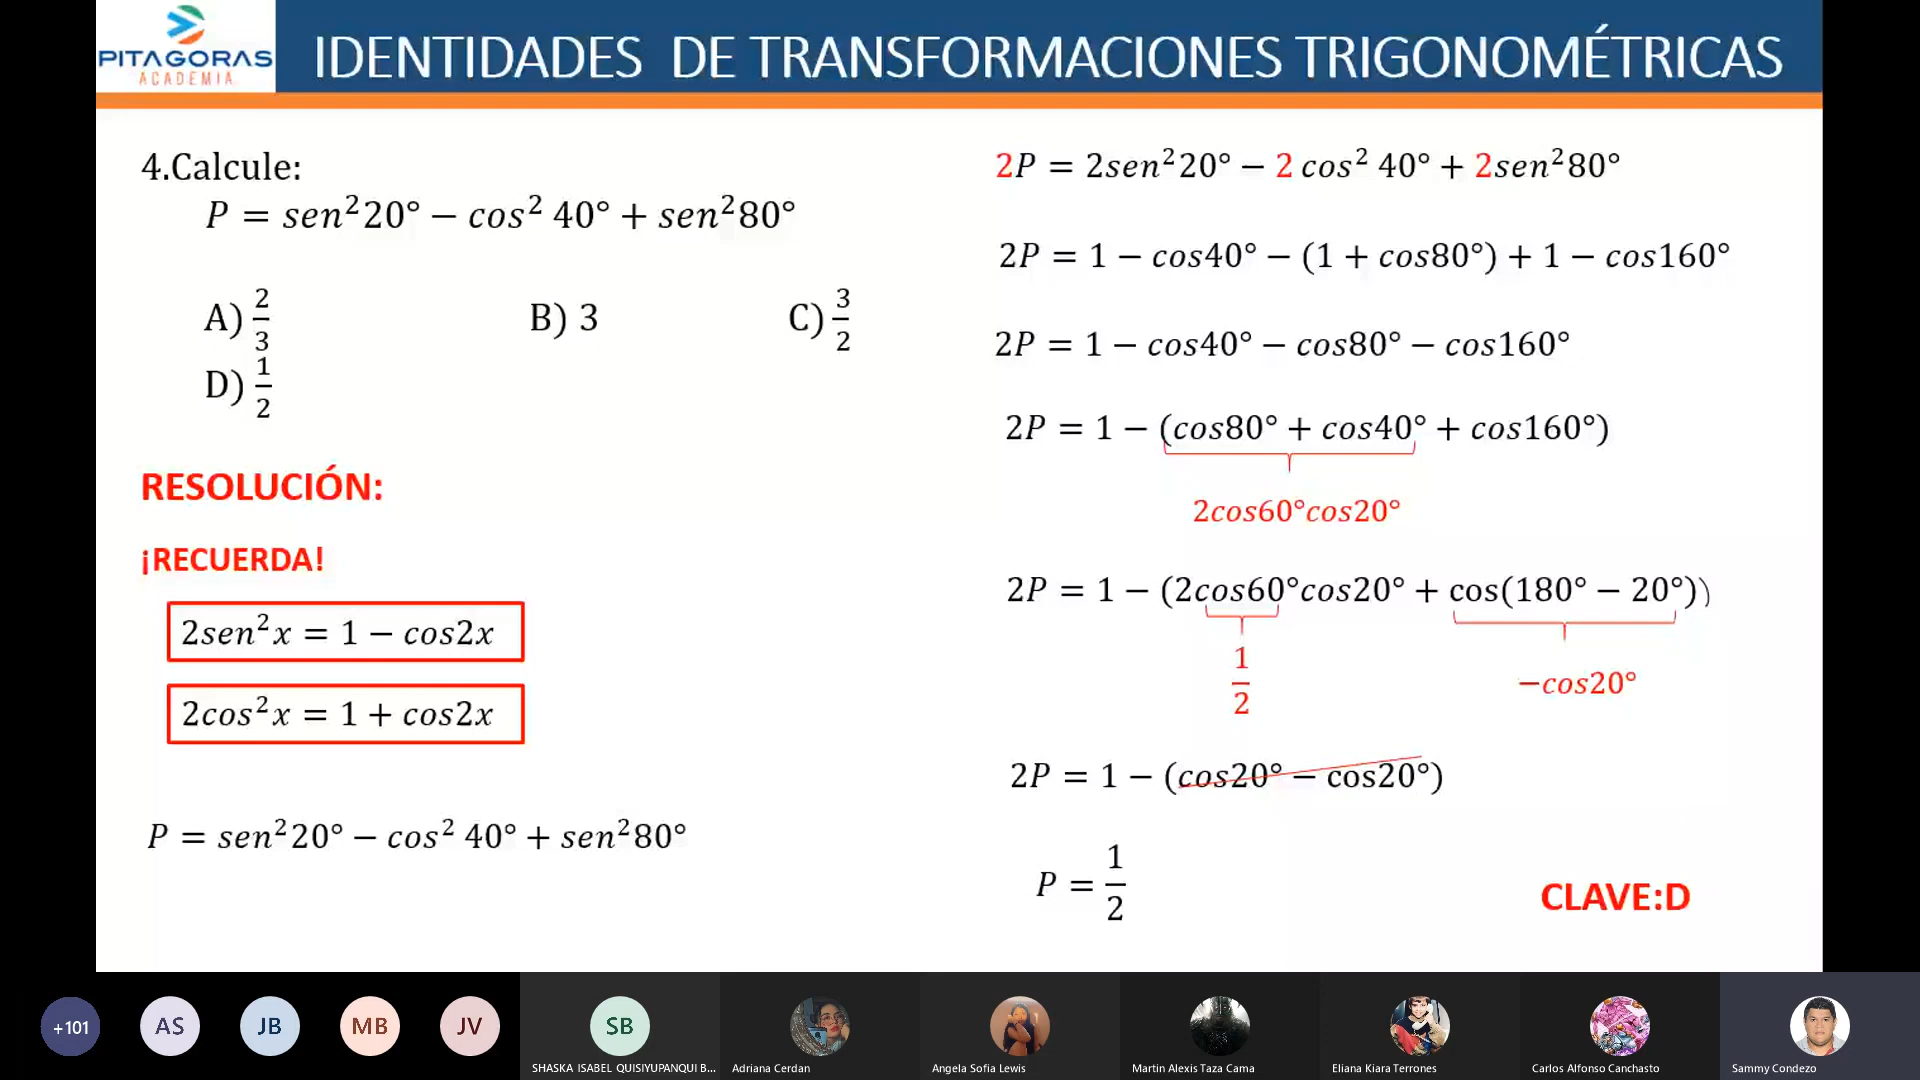 PITAGORAS
ACADEMIA
IDENTIDADES DE TRANSFORMACIONES TRIGONOMÉTRICAS
4.Calcule:
P = sen²20° − cos² 40° + sen²80°
A) 2/3 B) 3 C) 3/2
D) 1/2
RESOLUCIÓN:
¡RECUERDA!
2sen²x = 1 − cos2x
2cos²x = 1 + cos2x
P = sen²20° − cos² 40° + sen²80°
2P = 2sen²20° − 2 cos² 40° + 2sen²80°
2P = 1 − cos40° − (1 + cos80°) + 1 − cos160°
2P = 1 − cos40° − cos80° − cos160°
2P = 1 − (cos80° + cos40° + cos160°)
2cos60°cos20°
2P = 1 − (2cos60°cos20° + cos(180° − 20°))
1/2 −cos20°
2P = 1 − (cos20° − cos20°)
P = 1/2
CLAVE:D
+101 AS JB MB JV SB
SHASKA ISABEL QUISIYUPANQUI B... Adriana Cerdan Angela Sofia Lewis Martin Alexis Taza Cama Eliana Kiara Terrones Carlos Alfonso Canchasto Sammy Condezo